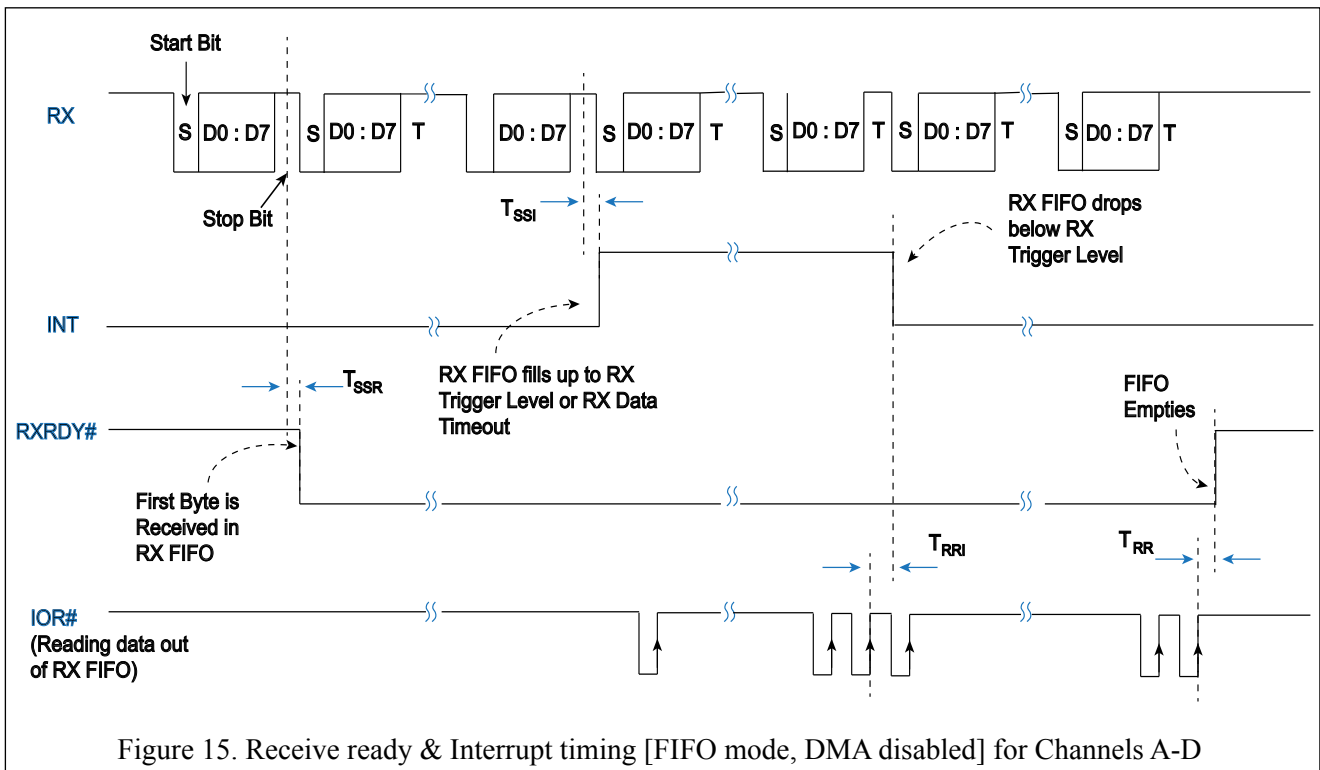 Start Bit
RX
S D0 : D7 S D0 : D7 T D0 : D7 S D0 : D7 T S D0 : D7 T S D0 : D7 T S D0 : D7 T
Stop Bit
TSSI
RX FIFO drops
below RX
Trigger Level
INT
TSSR
RX FIFO fills up to RX
Trigger Level or RX Data
Timeout
FIFO
Empties
RXRDY#
First Byte is
Received in
RX FIFO
TRRI
TRR
IOR#
(Reading data out
of RX FIFO)
Figure 15. Receive ready & Interrupt timing [FIFO mode, DMA disabled] for Channels A-D